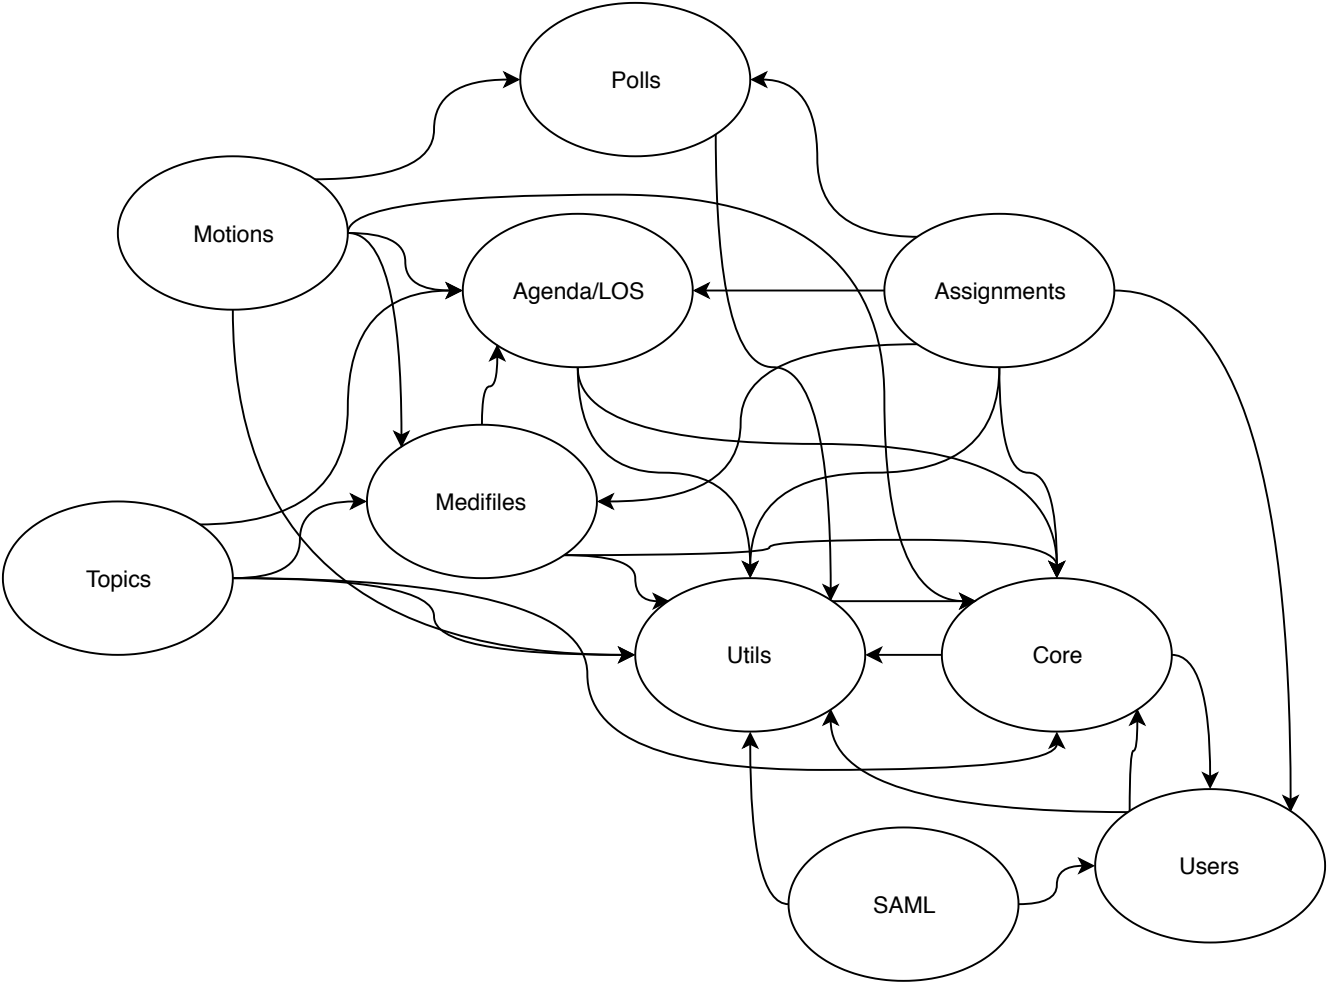 Polls
Motions
Agenda/LOS
Assignments
Medifiles
Topics
Utils
Core
Users
SAML